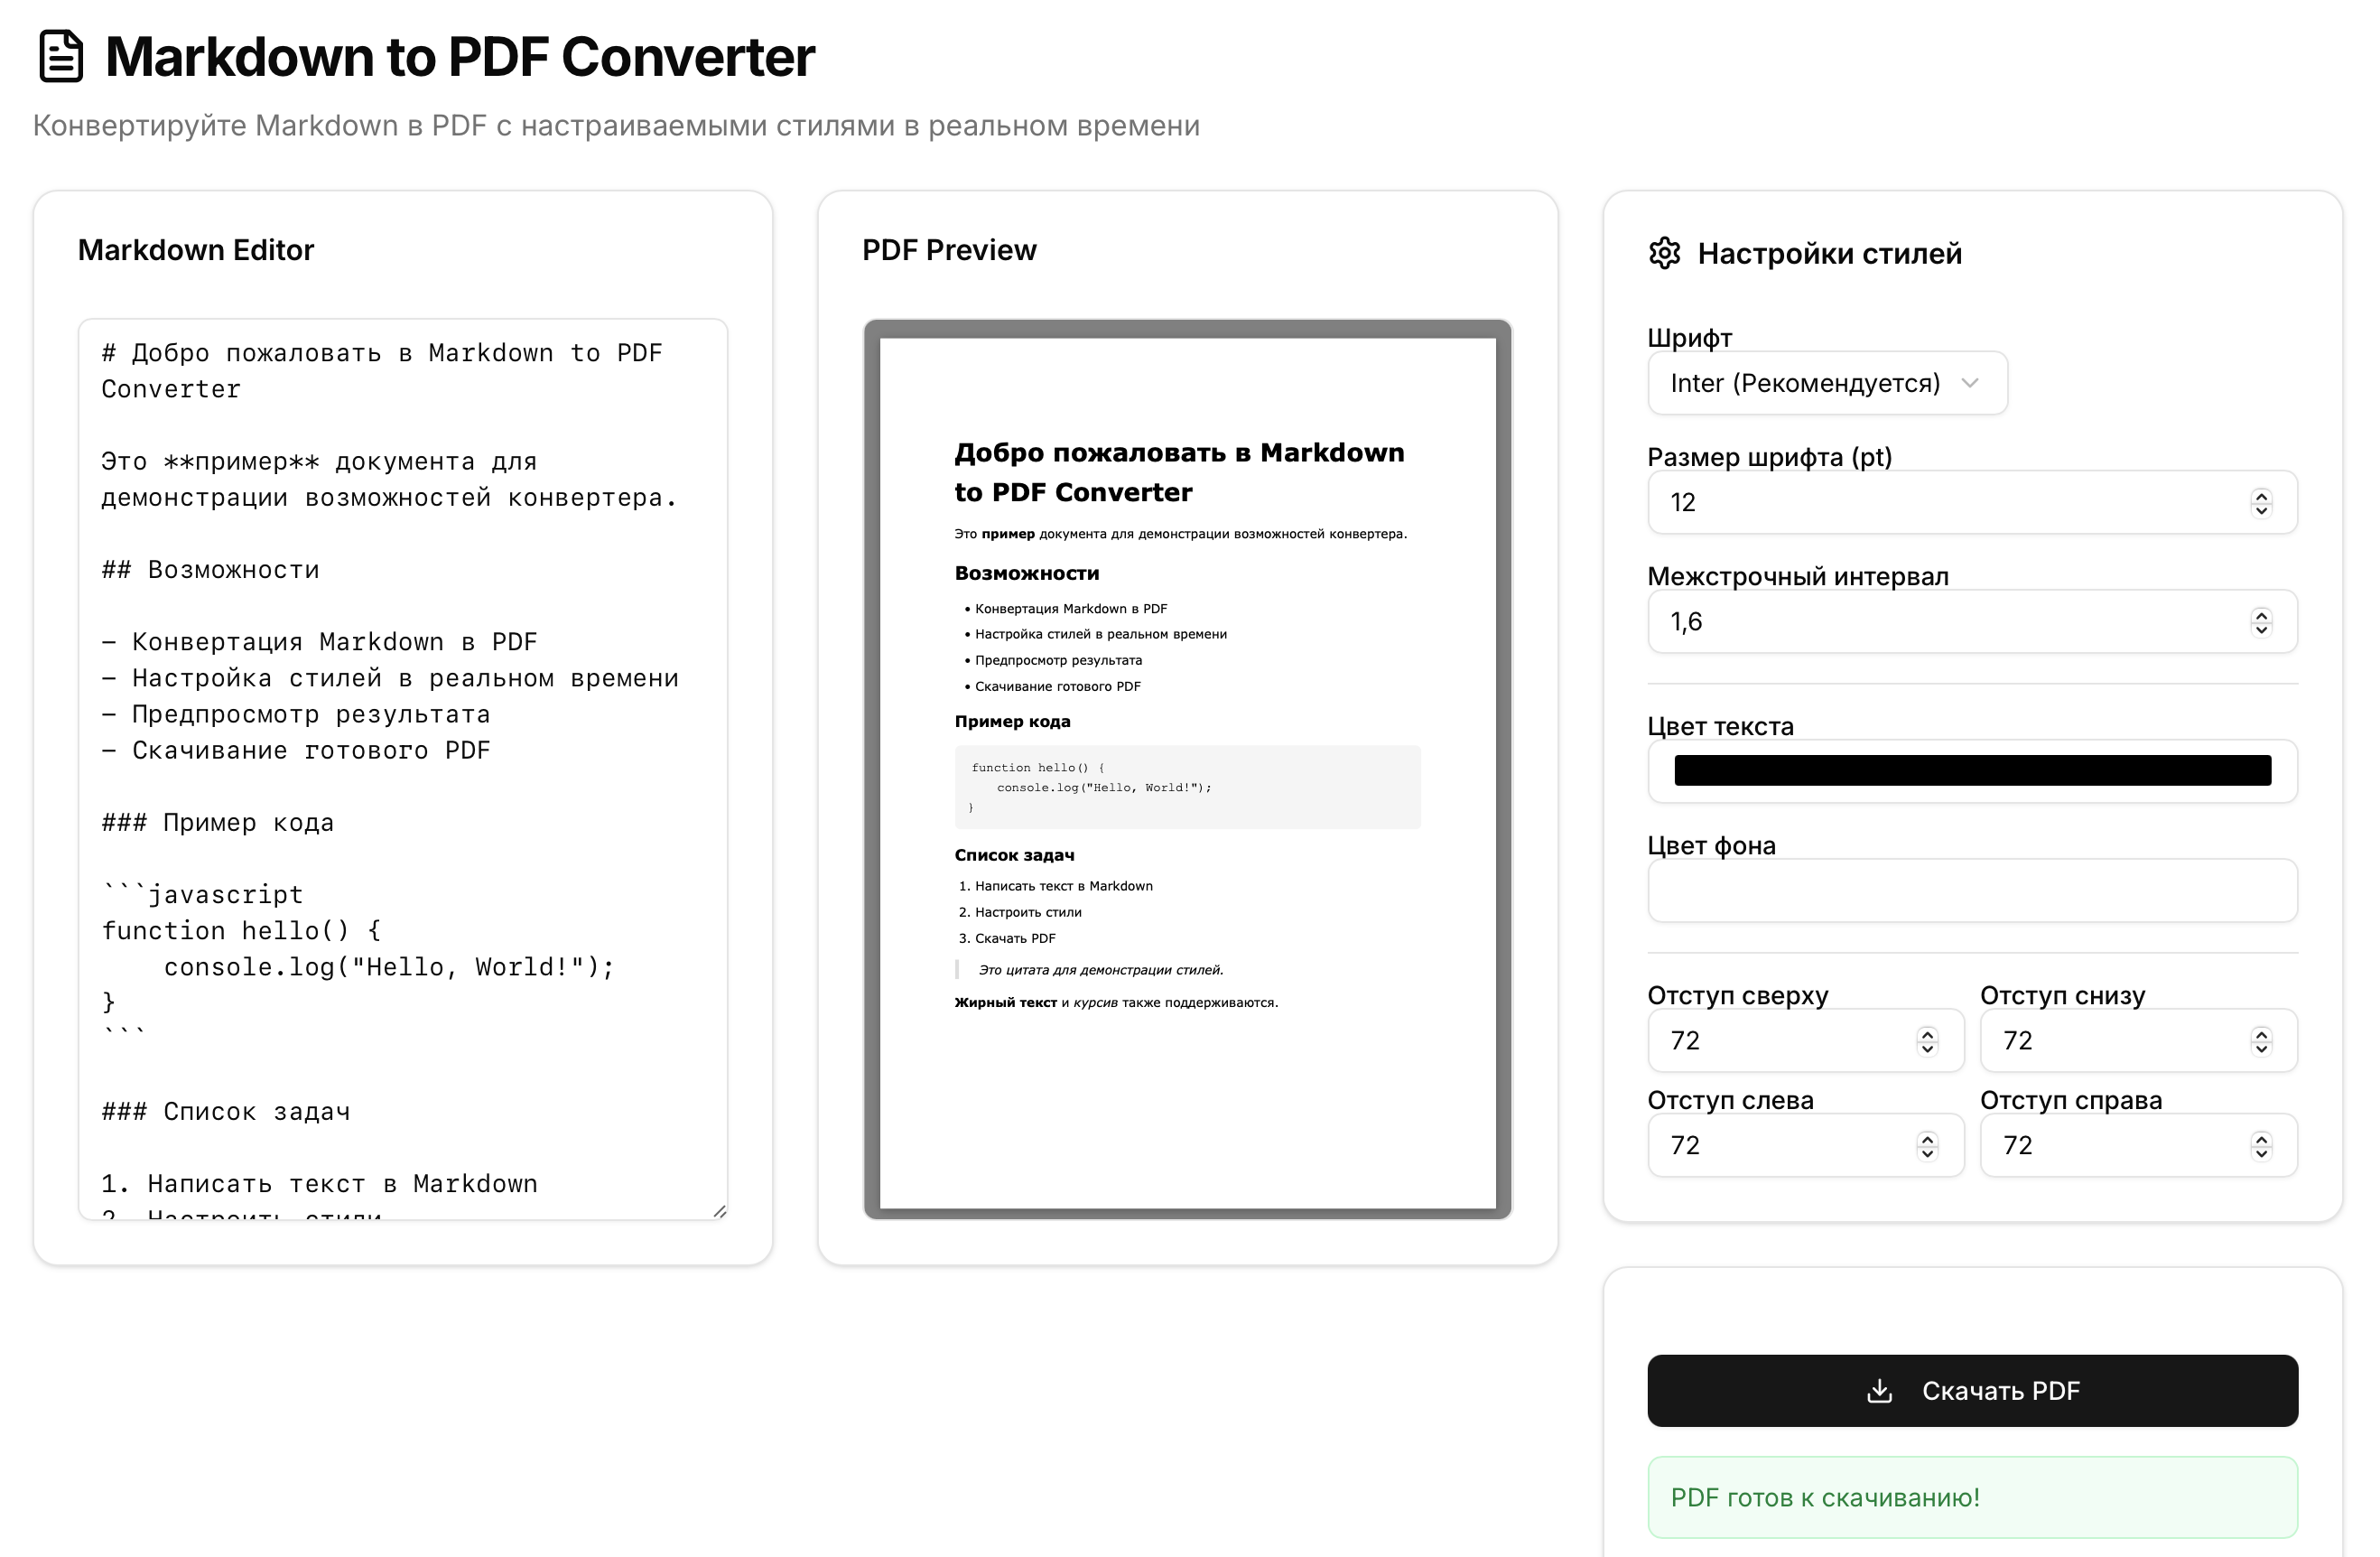 Markdown to PDF Converter
Конвертируйте Markdown в PDF с настраиваемыми стилями в реальном времени
Markdown Editor
# Добро пожаловать в Markdown to PDF
Converter
Это **пример** документа для
демонстрации возможностей конвертера.
## Возможности
- Конвертация Markdown в PDF
- Настройка стилей в реальном времени
- Предпросмотр результата
- Скачивание готового PDF
### Пример кода
```javascript
function hello() {
    console.log("Hello, World!");
}
```
### Список задач
1. Написать текст в Markdown
2. Настроить стили
PDF Preview
Добро пожаловать в Markdown
to PDF Converter
Это пример документа для демонстрации возможностей конвертера.
Возможности
• Конвертация Markdown в PDF
• Настройка стилей в реальном времени
• Предпросмотр результата
• Скачивание готового PDF
Пример кода
function hello() {
    console.log("Hello, World!");
}
Список задач
1. Написать текст в Markdown
2. Настроить стили
3. Скачать PDF
Это цитата для демонстрации стилей.
Жирный текст и курсив также поддерживаются.
Настройки стилей
Шрифт
Inter (Рекомендуется)
Размер шрифта (pt)
12
Межстрочный интервал
1,6
Цвет текста
Цвет фона
Отступ сверху Отступ снизу
72 72
Отступ слева Отступ справа
72 72
Скачать PDF
PDF готов к скачиванию!